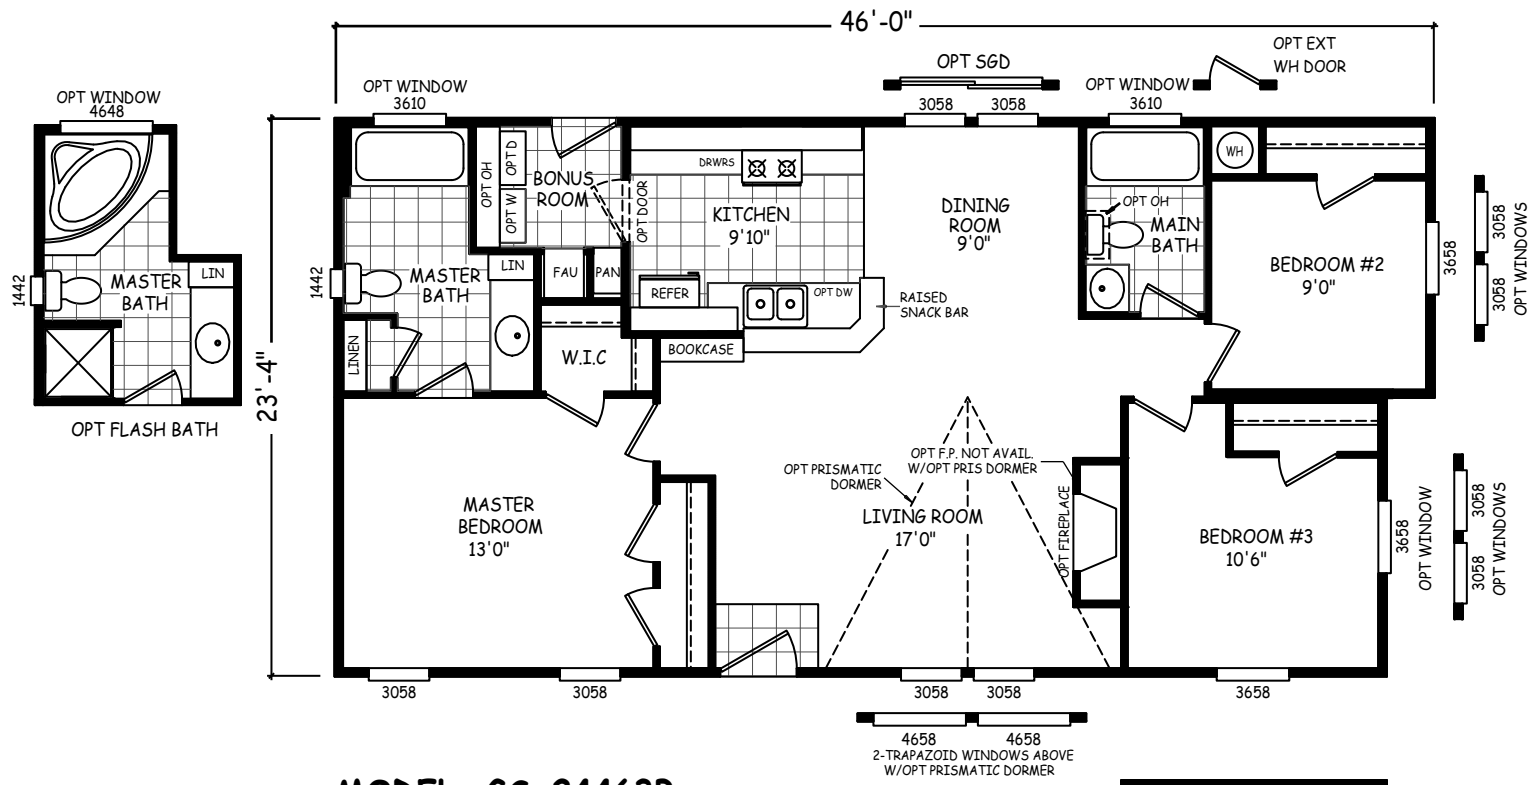 46'-0"
OPT EXT
WH DOOR
OPT SGD
OPT WINDOW
3610
3058
3058
OPT WINDOW
3610
OPT WINDOW
4648
1442
MASTER
BATH
LIN
OPT FLASH BATH
23'-4"
1442
MASTER
BATH
LIN
LINEN
OPT OH
OPT D
OPT W
BONUS
ROOM
OPT DOOR
FAU
PAN
W.I.C
DRWRS
KITCHEN
9'10"
REFER
OPT DW
BOOKCASE
RAISED
SNACK BAR
DINING
ROOM
9'0"
OPT OH
MAIN
BATH
WH
BEDROOM #2
9'0"
3658
3058
3058
OPT WINDOWS
MASTER
BEDROOM
13'0"
OPT PRISMATIC
DORMER
OPT F.P. NOT AVAIL.
W/OPT PRIS DORMER
LIVING ROOM
17'0"
OPT FIREPLACE
BEDROOM #3
10'6"
3658
OPT WINDOW
3058
3058
OPT WINDOWS
3058
3058
3058
3058
3658
4658
4658
2-TRAPAZOID WINDOWS ABOVE
W/OPT PRISMATIC DORMER